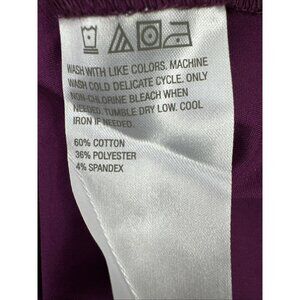 WASH WITH LIKE COLORS. MACHINE
WASH COLD DELICATE CYCLE. ONLY
NON-CHLORINE BLEACH WHEN
NEEDED. TUMBLE DRY LOW. COOL
IRON IF NEEDED.
60% COTTON
36% POLYESTER
4% SPANDEX